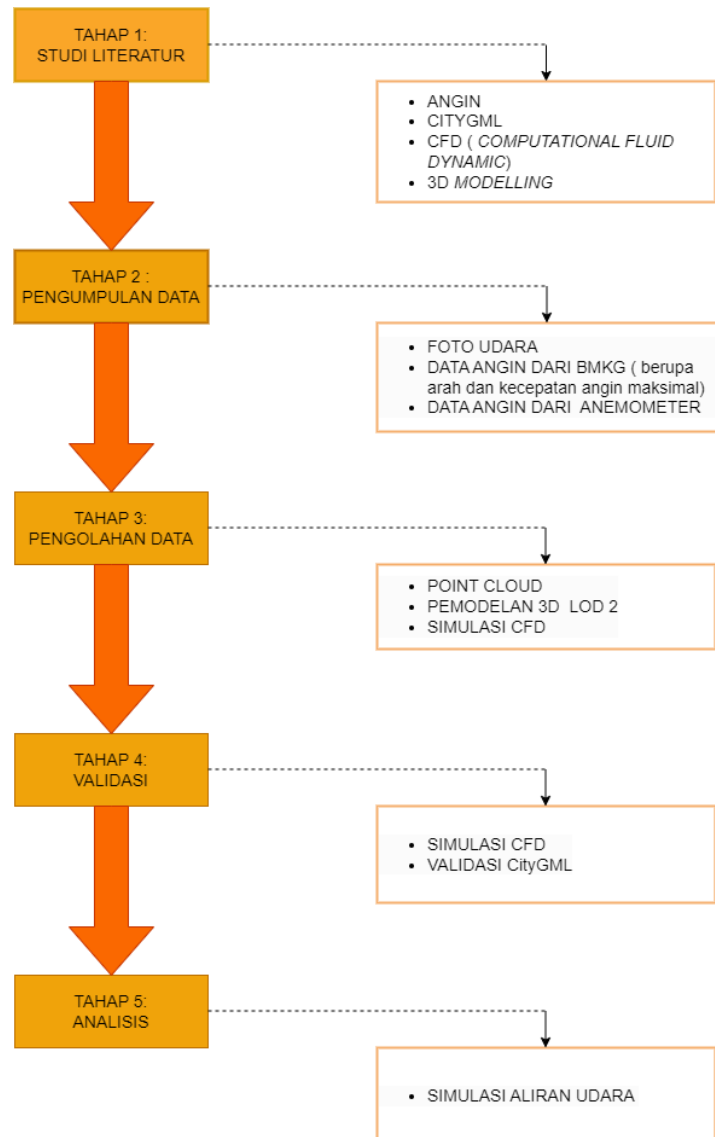 TAHAP 1:
STUDI LITERATUR
• ANGIN
• CITYGML
• CFD ( COMPUTATIONAL FLUID
DYNAMIC)
• 3D MODELLING
TAHAP 2 :
PENGUMPULAN DATA
• FOTO UDARA
• DATA ANGIN DARI BMKG ( berupa
arah dan kecepatan angin maksimal)
• DATA ANGIN DARI ANEMOMETER
TAHAP 3:
PENGOLAHAN DATA
• POINT CLOUD
• PEMODELAN 3D LOD 2
• SIMULASI CFD
TAHAP 4:
VALIDASI
• SIMULASI CFD
• VALIDASI CityGML
TAHAP 5:
ANALISIS
• SIMULASI ALIRAN UDARA